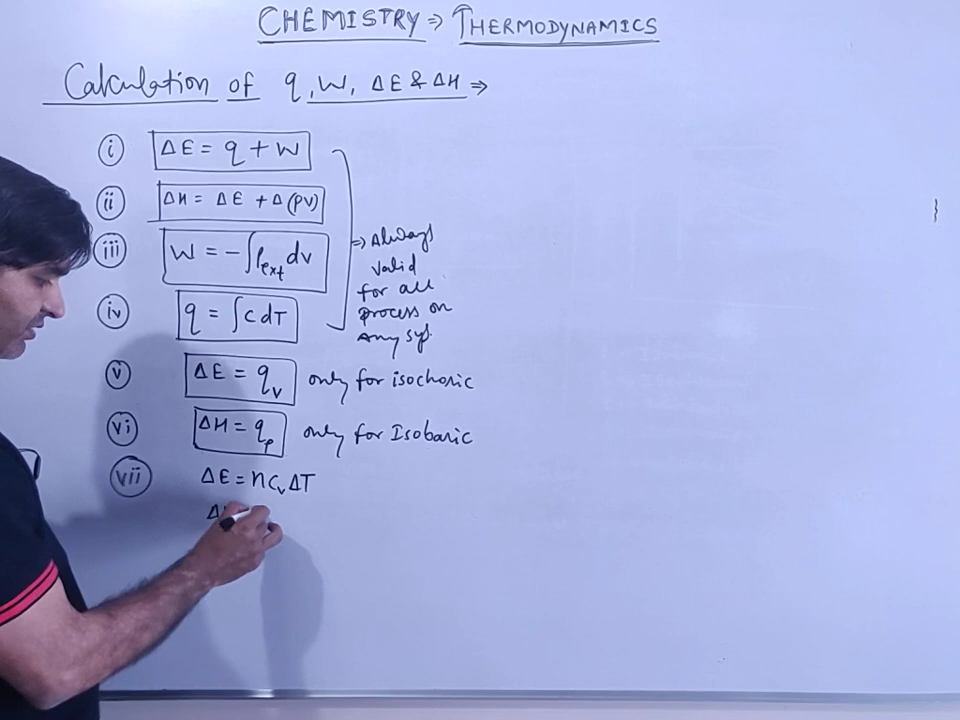 CHEMISTRY ⇒ THERMODYNAMICS
Calculation of q, W, ΔE & ΔH ⇒
i ΔE = q + W
ii ΔH = ΔE + Δ(PV)
iii W = -∫Pext dv
iv q = ∫C dT
⇒ Always
valid
for all
process on
any sys.
v ΔE = qv only for isochoric
vi ΔH = qp only for Isobaric
vii ΔE = nCvΔT
Δ